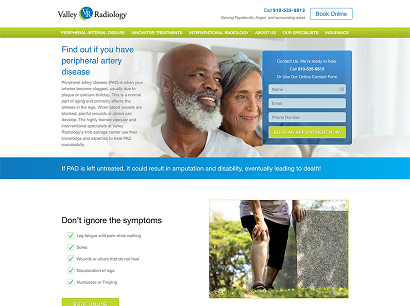 Valley VR Radiology
Call 910-535-9813
Serving Fayetteville, Angier, and surrounding areas
Book Online
PERIPHERAL ARTERIAL DISEASE INNOVATIVE TREATMENTS INTERVENTIONAL RADIOLOGY ABOUT US OUR SPECIALISTS INSURANCE
Find out if you have
peripheral artery
disease
Peripheral artery disease (PAD) is when your
arteries become clogged, usually due to
plaque or calcium buildup. This is a normal
part of aging and primarily affects the
arteries in the legs. When blood vessels are
blocked, painful wounds or ulcers can
develop. The highly trained vascular and
interventional specialists at Valley
Radiology's limb salvage center use their
knowledge and expertise to treat PAD
successfully.
Contact Us. We're ready to help.
Call 910-535-9813
Or Use Our Online Contact Form:
Name
Email
Phone Number
BOOK AN APPOINTMENT NOW
If PAD is left untreated, it could result in amputation and disability, eventually leading to death!
Don't ignore the symptoms
Leg fatigue with pain while walking
Sores
Wounds or ulcers that do not heal
Discoloration of legs
Numbness or Tingling
BOOK ONLINE